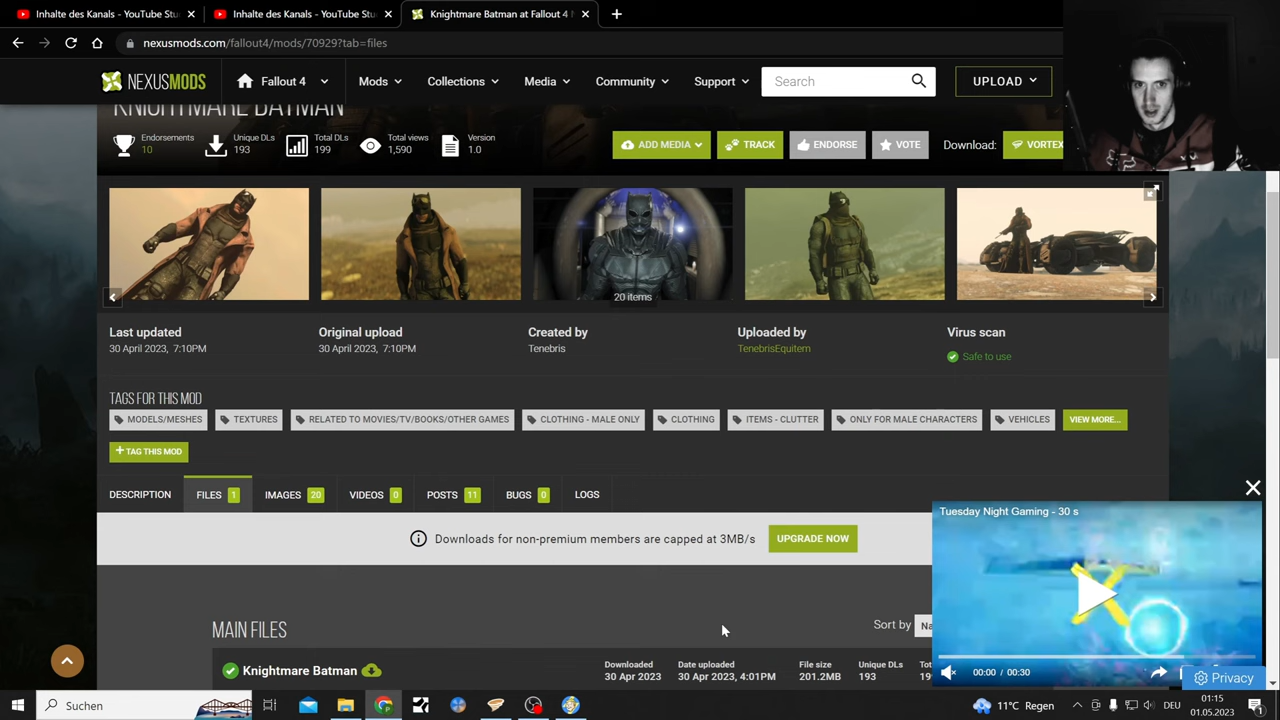 Inhalte des Kanals - YouTube Stu
Inhalte des Kanals - YouTube Stu
Knightmare Batman at Fallout 4
nexusmods.com/fallout4/mods/70929?tab=files
NEXUSMODS
Fallout 4
Mods
Collections
Media
Community
Support
Search
UPLOAD
KNIGHTMARE BATMAN
Endorsements
10
Unique DLs
193
Total DLs
199
Total views
1,590
Version
1.0
ADD MEDIA
TRACK
ENDORSE
VOTE
Download:
VORTEX
20 items
Last updated
30 April 2023, 7:10PM
Original upload
30 April 2023, 7:10PM
Created by
Tenebris
Uploaded by
TenebrisEquitem
Virus scan
Safe to use
TAGS FOR THIS MOD
MODELS/MESHES
TEXTURES
RELATED TO MOVIES/TV/BOOKS/OTHER GAMES
CLOTHING - MALE ONLY
CLOTHING
ITEMS - CLUTTER
ONLY FOR MALE CHARACTERS
VEHICLES
VIEW MORE...
+ TAG THIS MOD
DESCRIPTION
FILES 1
IMAGES 20
VIDEOS 0
POSTS 11
BUGS 0
LOGS
Downloads for non-premium members are capped at 3MB/s
UPGRADE NOW
Tuesday Night Gaming - 30 s
00:00 / 00:30
MAIN FILES
Sort by
Na
Knightmare Batman
Downloaded
30 Apr 2023
Date uploaded
30 Apr 2023, 4:01PM
File size
201.2MB
Unique DLs
193
Tot
19
Privacy
Suchen
11°C Regen
DEU
01:15
01.05.2023
1